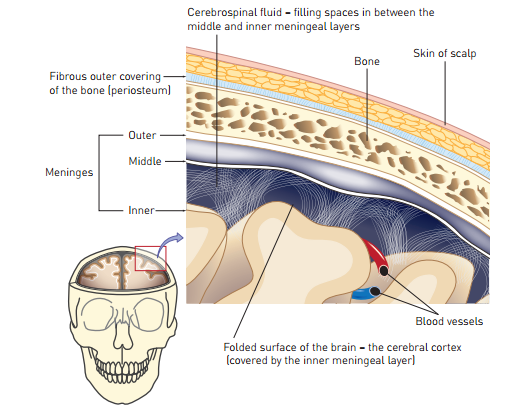 Cerebrospinal fluid – filling spaces in between the
middle and inner meningeal layers
Skin of scalp
Bone
Fibrous outer covering
of the bone (periosteum)
Outer
Middle
Meninges
Inner
Blood vessels
Folded surface of the brain – the cerebral cortex
(covered by the inner meningeal layer)